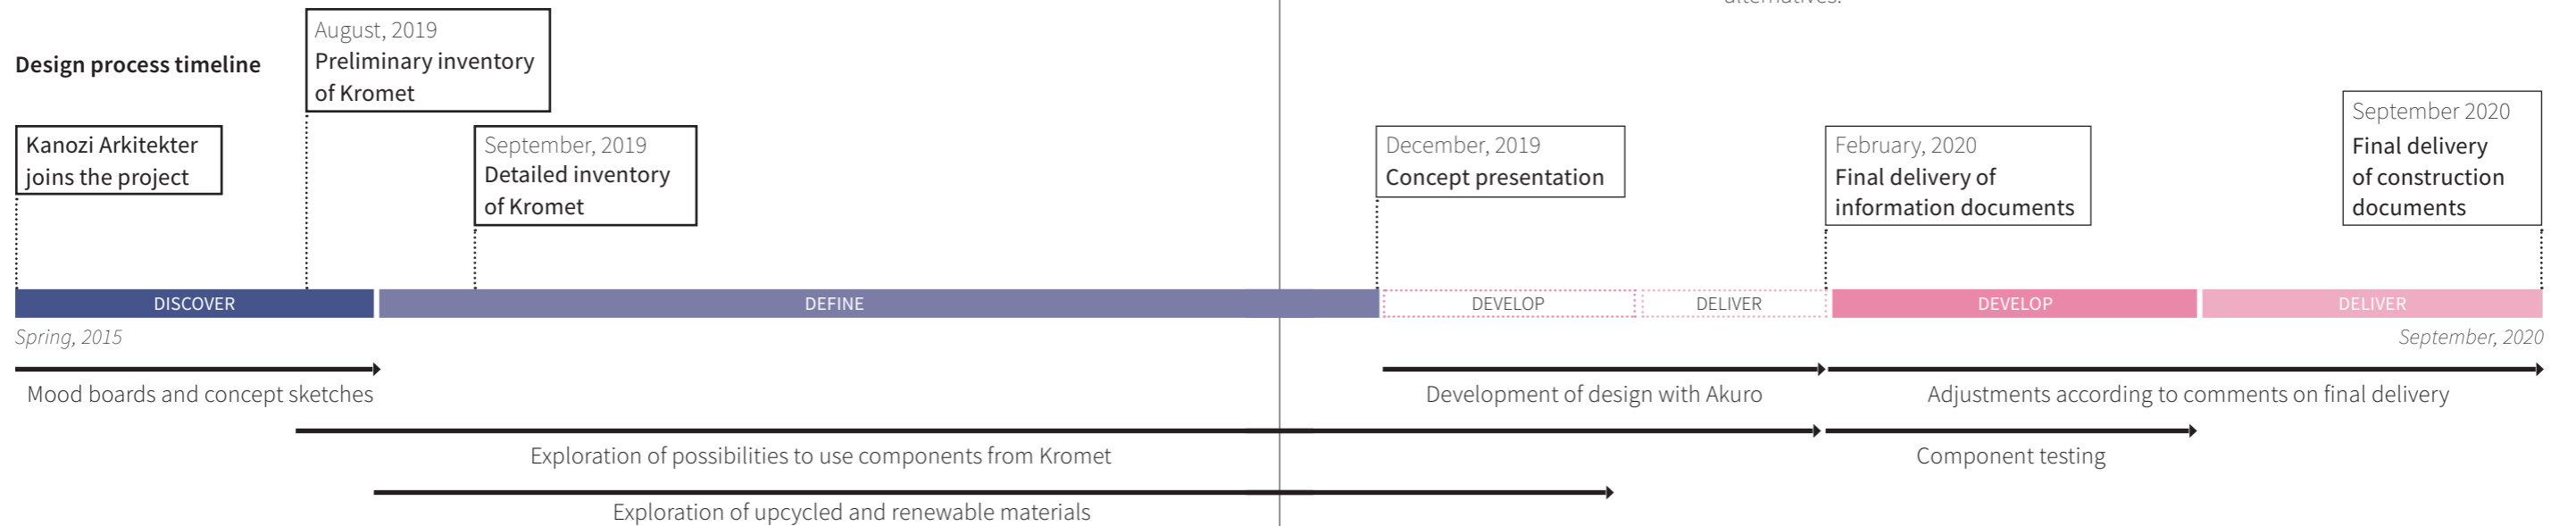 alternatives.
Design process timeline
August, 2019
Preliminary inventory
of Kromet
Kanozi Arkitekter
joins the project
September, 2019
Detailed inventory
of Kromet
December, 2019
Concept presentation
February, 2020
Final delivery of
information documents
September 2020
Final delivery
of construction
documents
DISCOVER
DEFINE
DEVELOP
DELIVER
DEVELOP
DELIVER
Spring, 2015
September, 2020
Mood boards and concept sketches
Development of design with Akuro
Adjustments according to comments on final delivery
Exploration of possibilities to use components from Kromet
Component testing
Exploration of upcycled and renewable materials